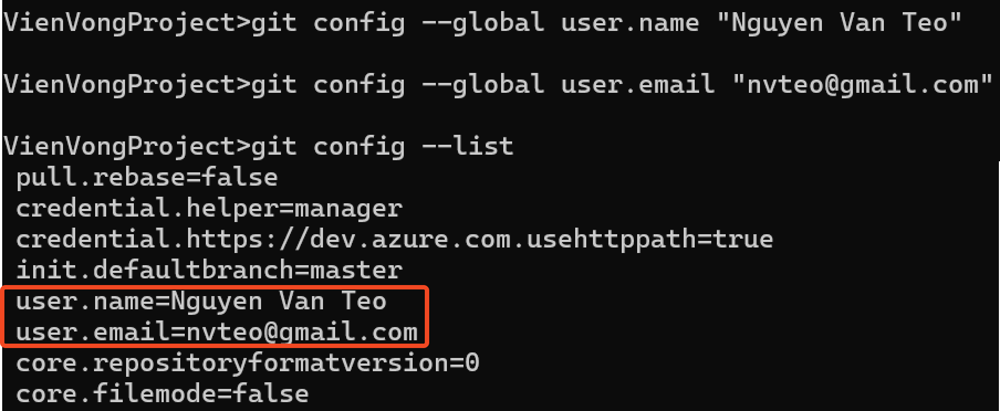 VienVongProject>git config --global user.name "Nguyen Van Teo"
VienVongProject>git config --global user.email "nvteo@gmail.com"
VienVongProject>git config --list
pull.rebase=false
credential.helper=manager
credential.https://dev.azure.com.usehttppath=true
init.defaultbranch=master
user.name=Nguyen Van Teo
user.email=nvteo@gmail.com
core.repositoryformatversion=0
core.filemode=false